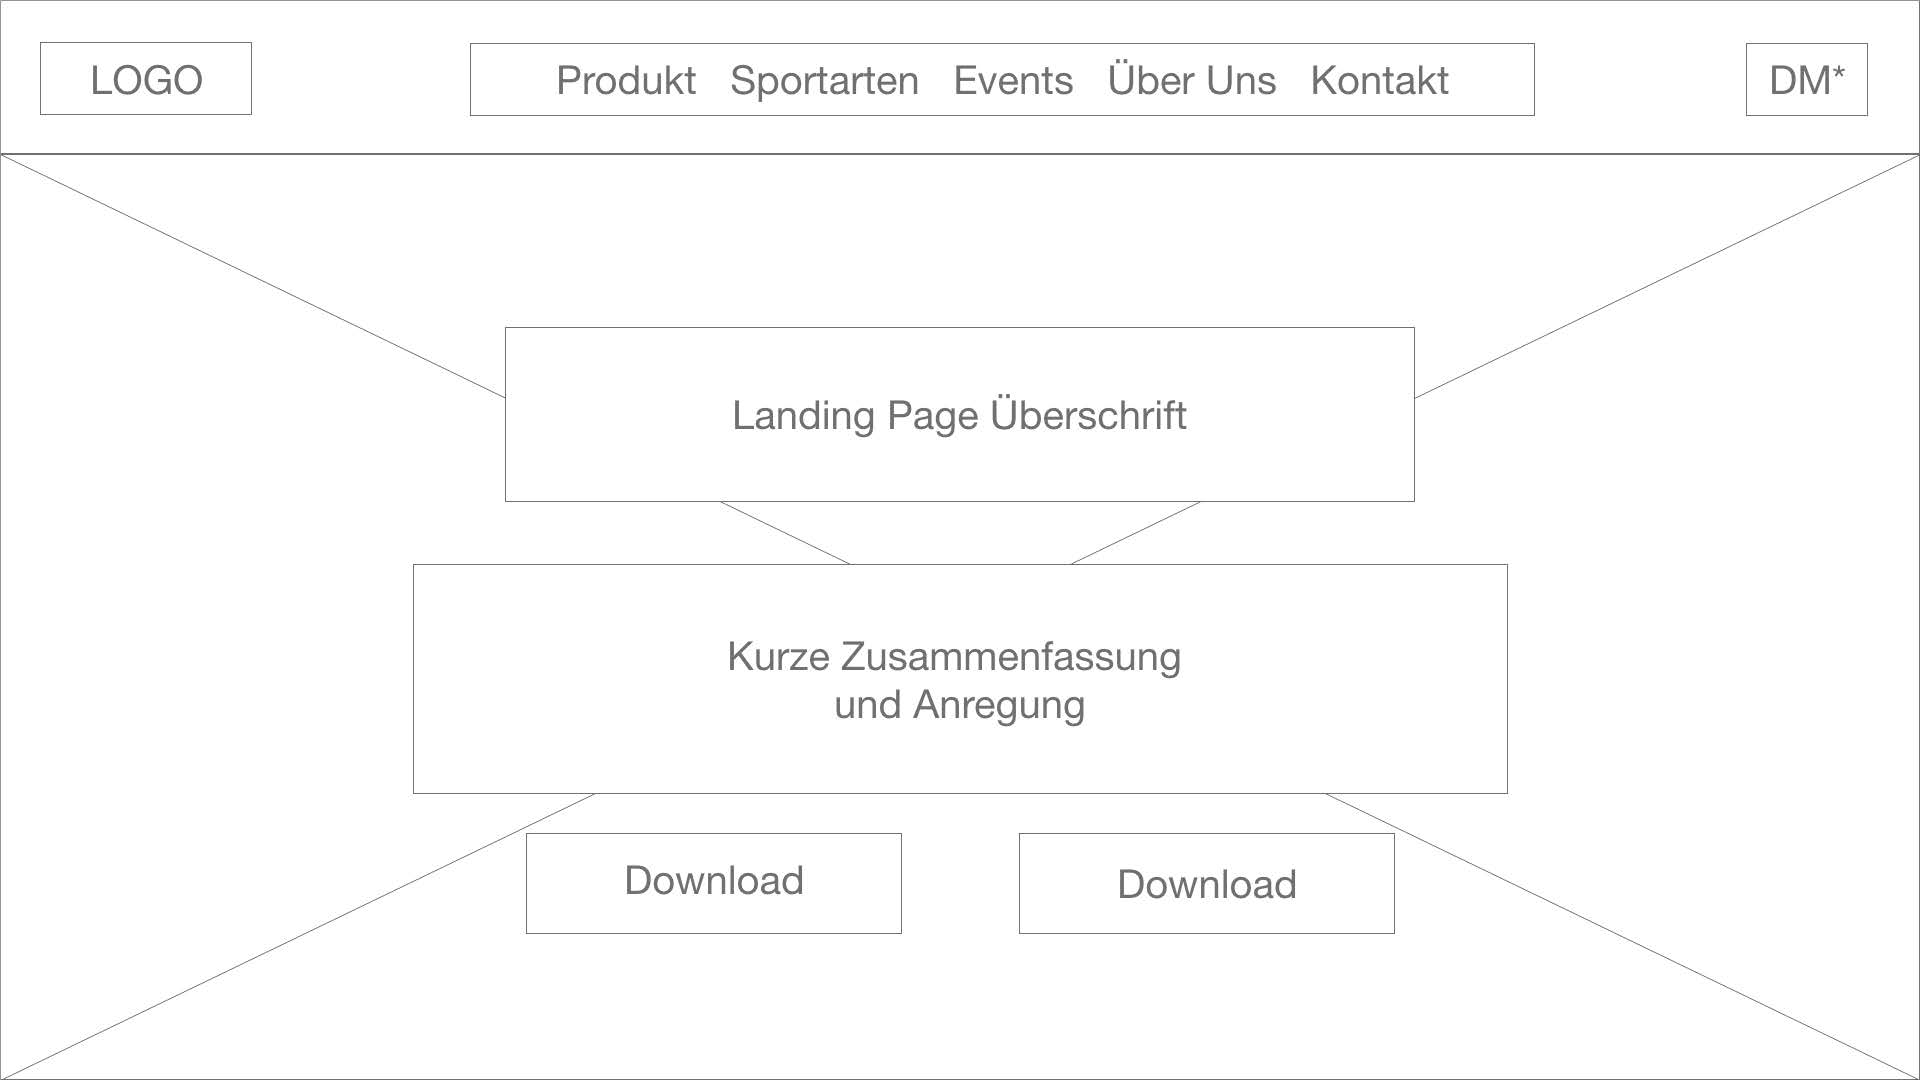 LOGO
Produkt Sportarten Events Über Uns Kontakt
DM*
Landing Page Überschrift
Kurze Zusammenfassung
und Anregung
Download
Download